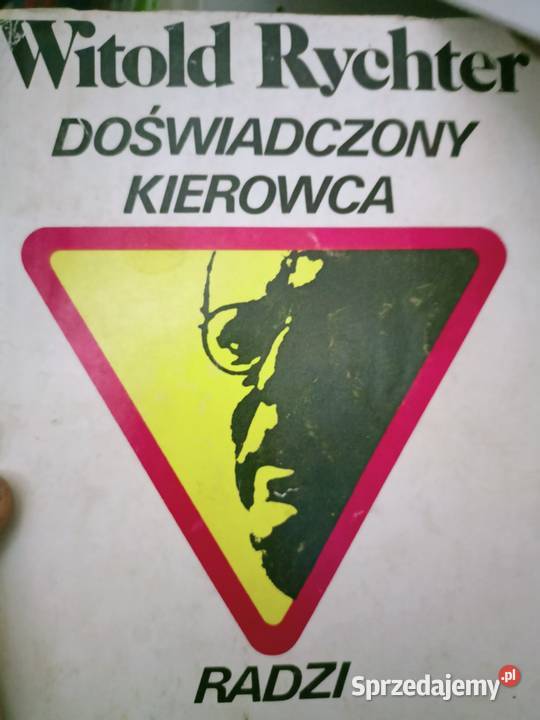 Witold Rychter
DOŚWIADCZONY
KIEROWCA
RADZI
Sprzedajemy.pl